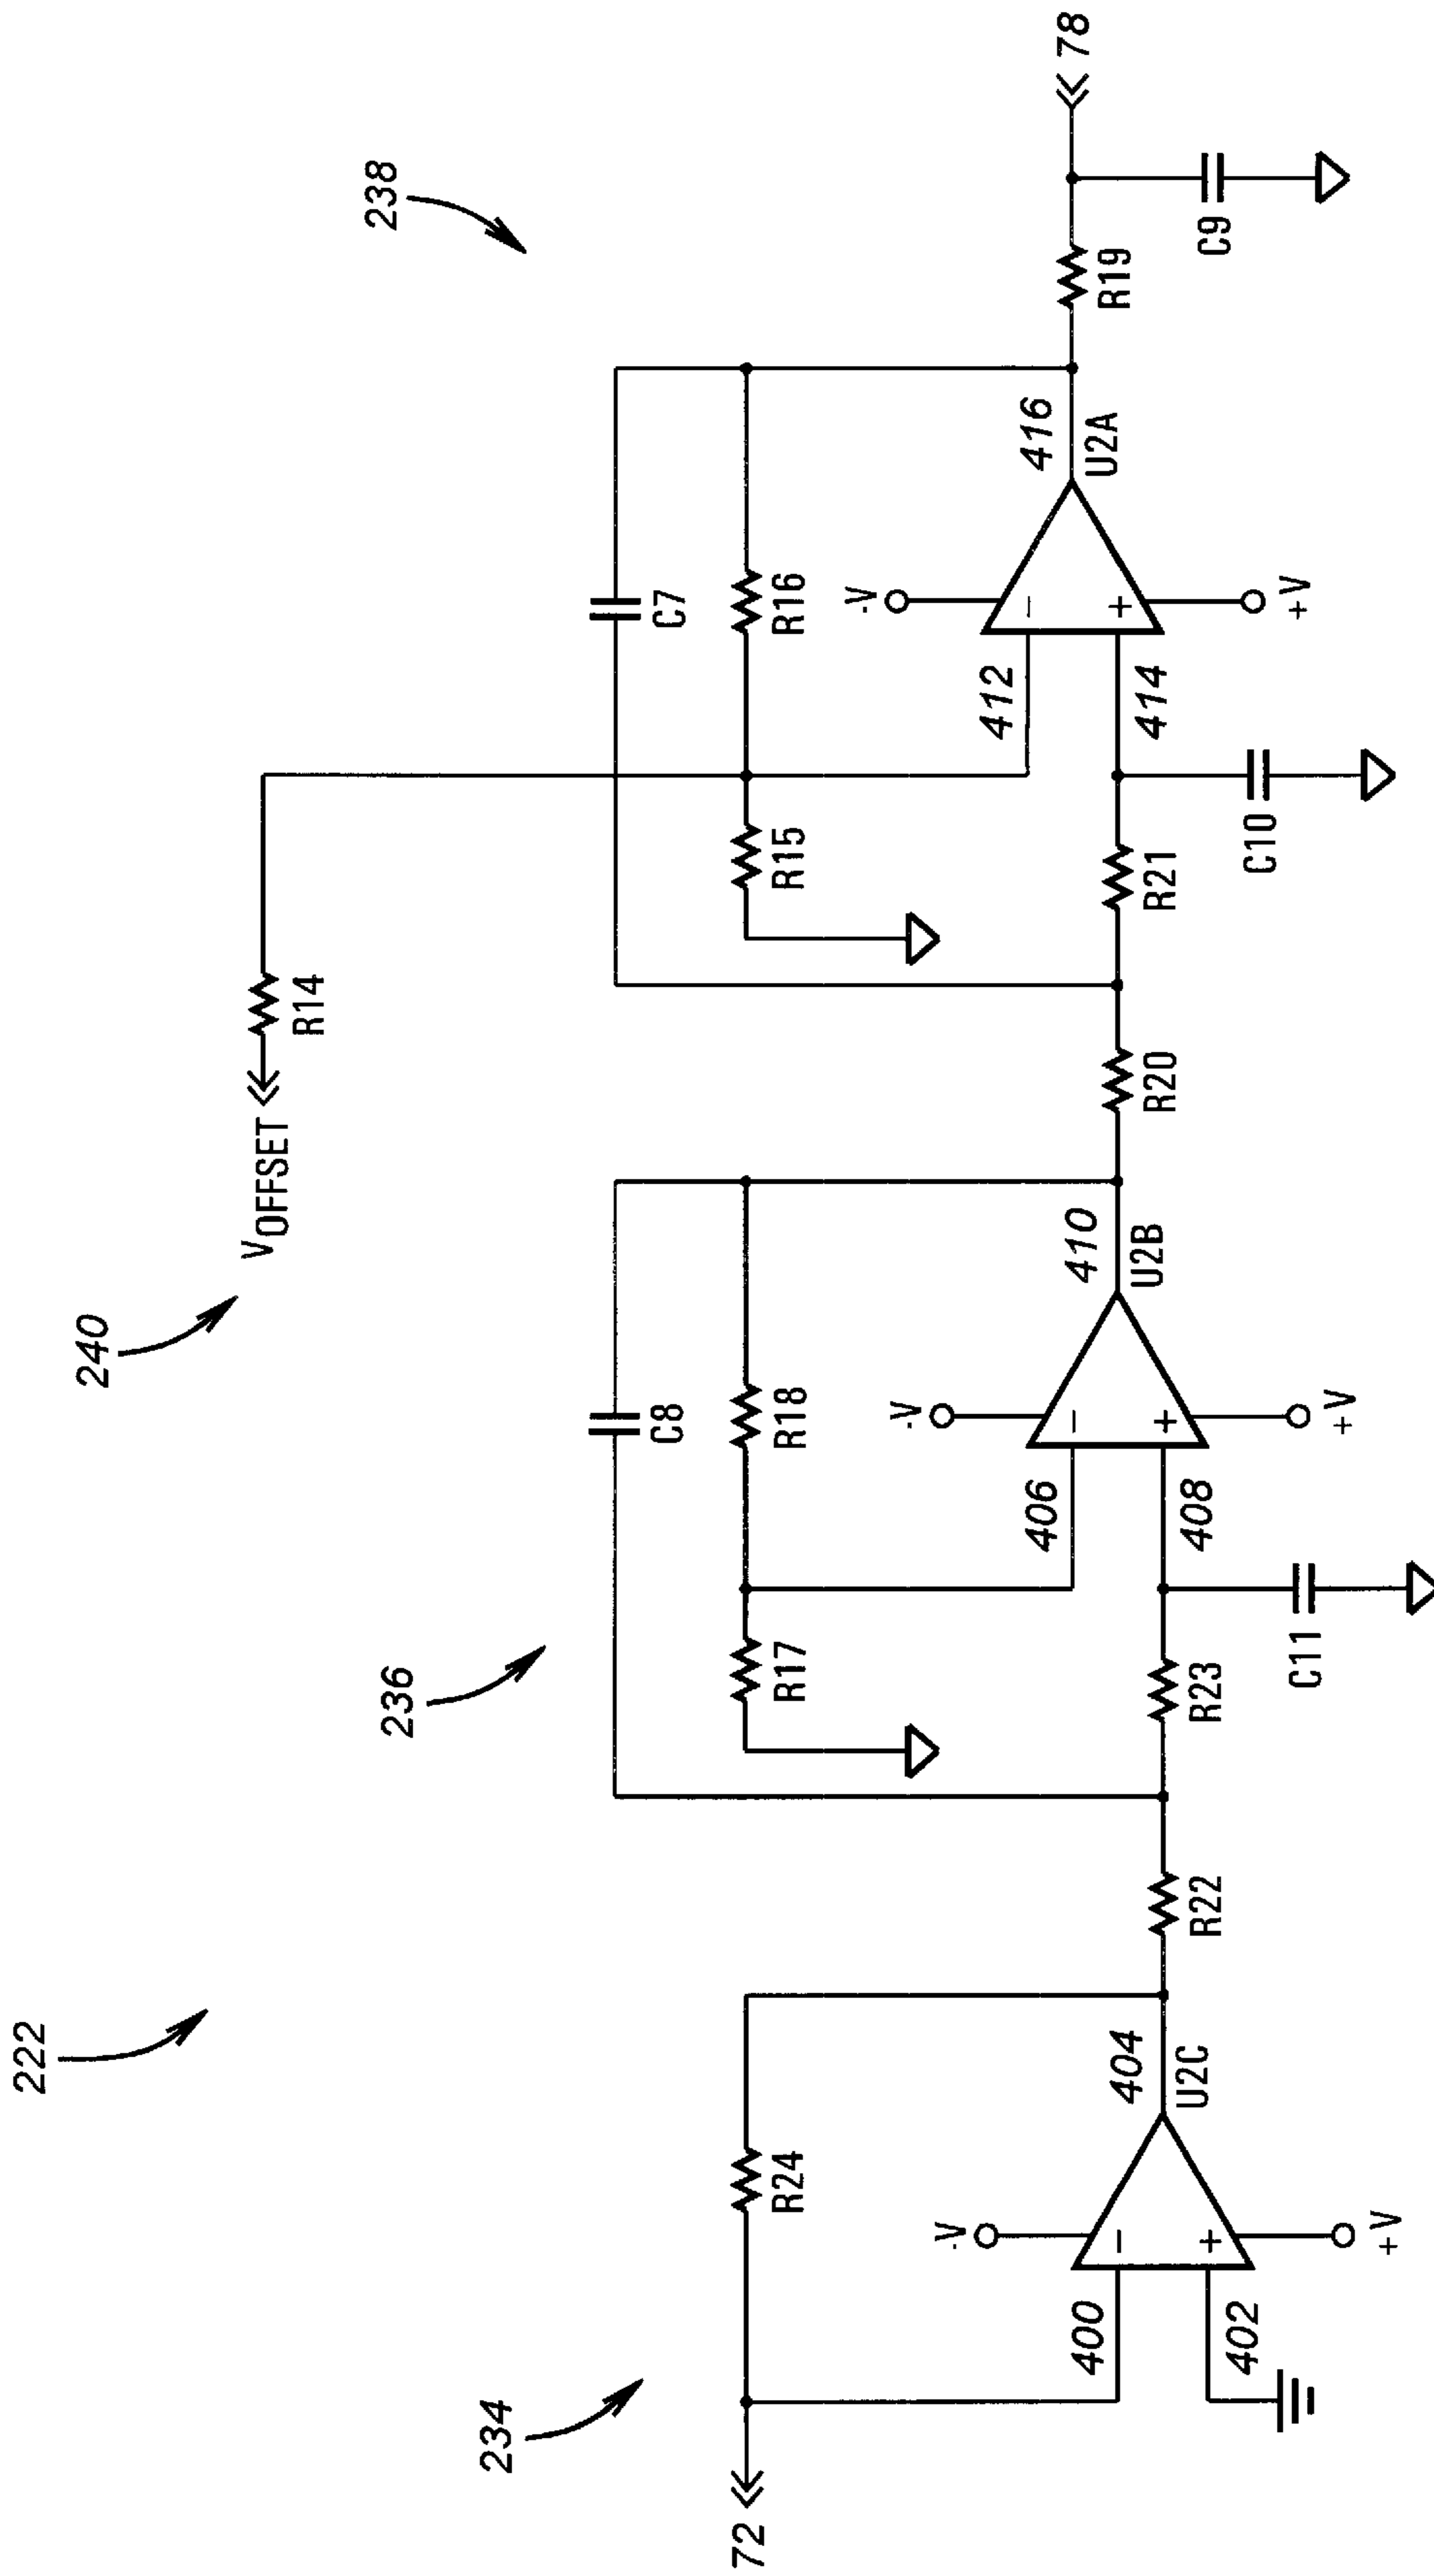 222
240
VOFFSET
R14
238
236
234
C8
C7
72
R24
R17
R18
R15
R16
-V
-V
-V
400
−
404
406
−
410
412
−
416
78
402
+
U2C
R22
R23
408
+
U2B
R20
R21
414
+
U2A
R19
+V
C11
+V
C10
+V
C9